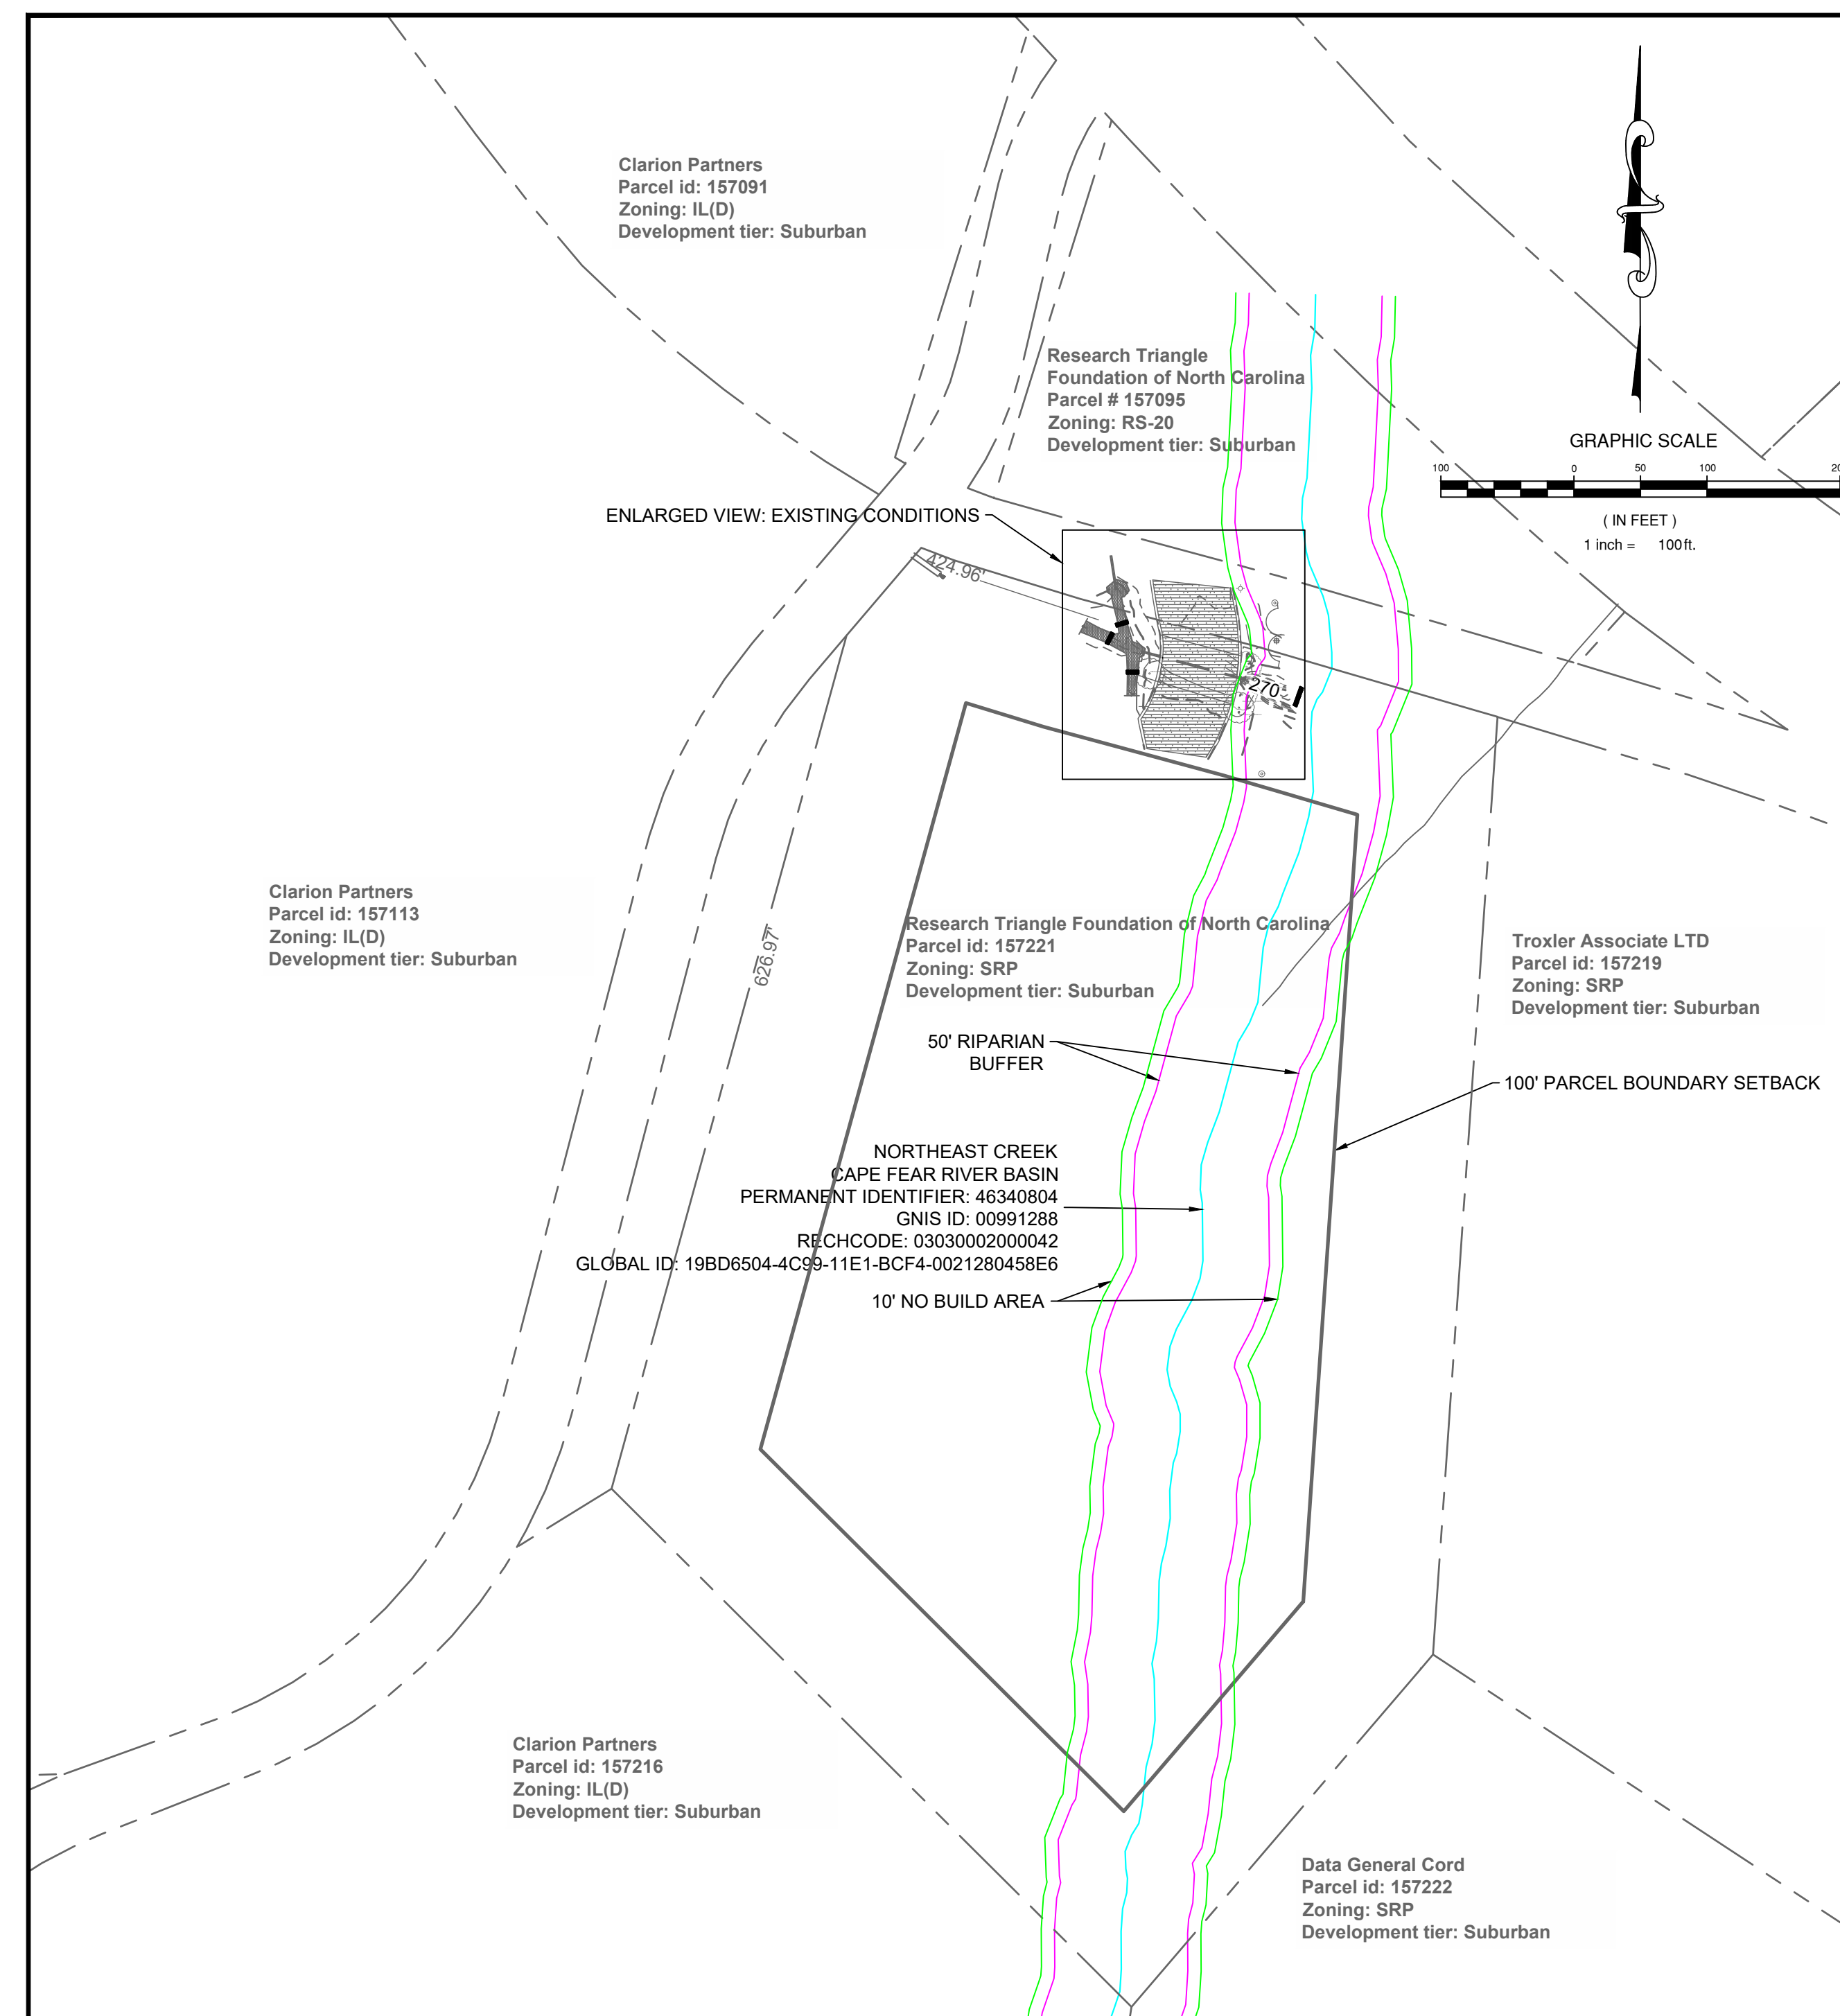 Clarion Partners
Parcel id: 157091
Zoning: IL(D)
Development tier: Suburban
Research Triangle
Foundation of North Carolina
Parcel # 157095
Zoning: RS-20
Development tier: Suburban
GRAPHIC SCALE
100 0 50 100
( IN FEET )
1 inch = 100 ft.
ENLARGED VIEW: EXISTING CONDITIONS
424.96'
270
Clarion Partners
Parcel id: 157113
Zoning: IL(D)
Development tier: Suburban
626.97'
Research Triangle Foundation of North Carolina
Parcel id: 157221
Zoning: SRP
Development tier: Suburban
Troxler Associate LTD
Parcel id: 157219
Zoning: SRP
Development tier: Suburban
50' RIPARIAN
BUFFER
100' PARCEL BOUNDARY SETBACK
NORTHEAST CREEK
CAPE FEAR RIVER BASIN
PERMANENT IDENTIFIER: 46340804
GNIS ID: 00991288
RECHCODE: 03030002000042
GLOBAL ID: 19BD6504-4C99-11E1-BCF4-0021280458E6
10' NO BUILD AREA
Clarion Partners
Parcel id: 157216
Zoning: IL(D)
Development tier: Suburban
Data General Cord
Parcel id: 157222
Zoning: SRP
Development tier: Suburban